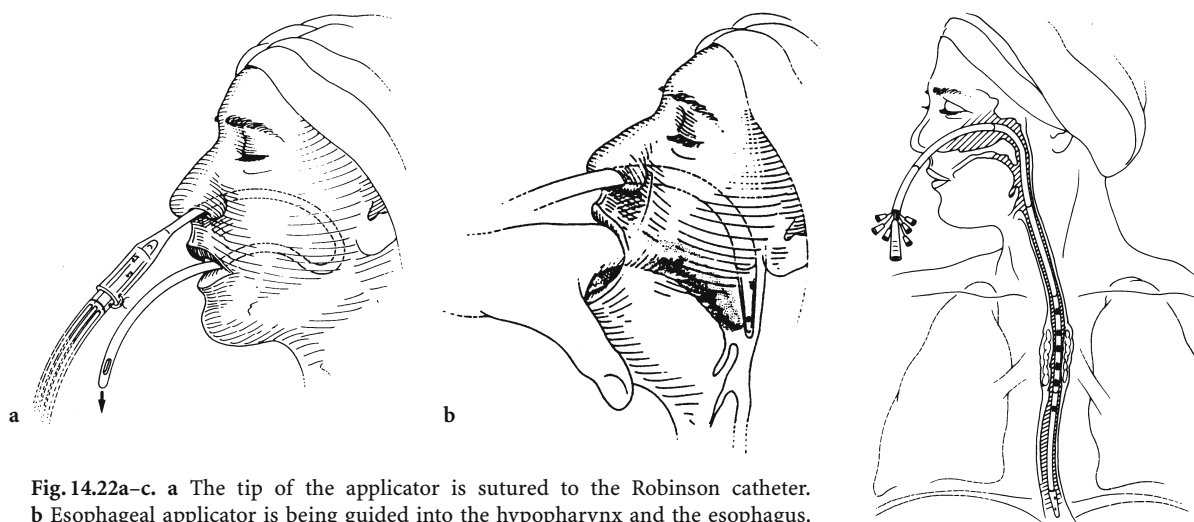 a
b
Fig. 14.22a–c. a The tip of the applicator is sutured to the Robinson catheter.
b Esophageal applicator is being guided into the hypopharynx and the esophagus.